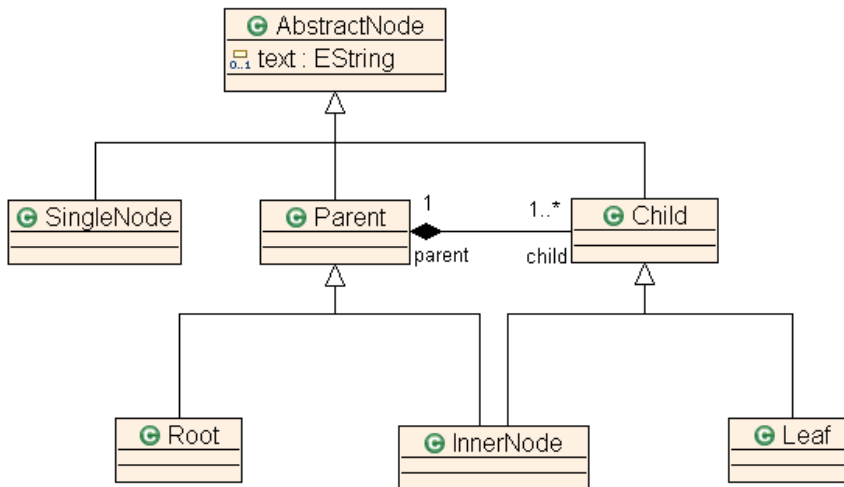 AbstractNode
0..1 text : EString
SingleNode
Parent
1
1..*
Child
parent
child
Root
InnerNode
Leaf